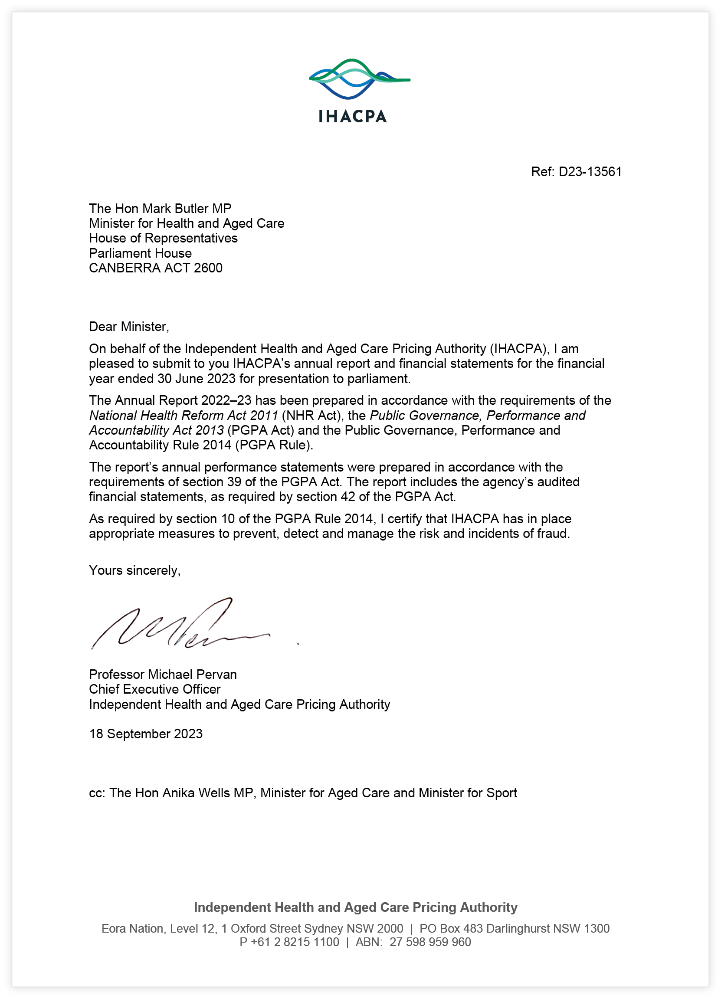 IHACPA
Ref: D23-13561
The Hon Mark Butler MP
Minister for Health and Aged Care
House of Representatives
Parliament House
CANBERRA ACT 2600
Dear Minister,
On behalf of the Independent Health and Aged Care Pricing Authority (IHACPA), I am
pleased to submit to you IHACPA’s annual report and financial statements for the financial
year ended 30 June 2023 for presentation to parliament.
The Annual Report 2022–23 has been prepared in accordance with the requirements of the
National Health Reform Act 2011 (NHR Act), the Public Governance, Performance and
Accountability Act 2013 (PGPA Act) and the Public Governance, Performance and
Accountability Rule 2014 (PGPA Rule).
The report’s annual performance statements were prepared in accordance with the
requirements of section 39 of the PGPA Act. The report includes the agency’s audited
financial statements, as required by section 42 of the PGPA Act.
As required by section 10 of the PGPA Rule 2014, I certify that IHACPA has in place
appropriate measures to prevent, detect and manage the risk and incidents of fraud.
Yours sincerely,
Professor Michael Pervan
Chief Executive Officer
Independent Health and Aged Care Pricing Authority
18 September 2023
cc: The Hon Anika Wells MP, Minister for Aged Care and Minister for Sport
Independent Health and Aged Care Pricing Authority
Eora Nation, Level 12, 1 Oxford Street Sydney NSW 2000 | PO Box 483 Darlinghurst NSW 1300
P +61 2 8215 1100 | ABN: 27 598 959 960